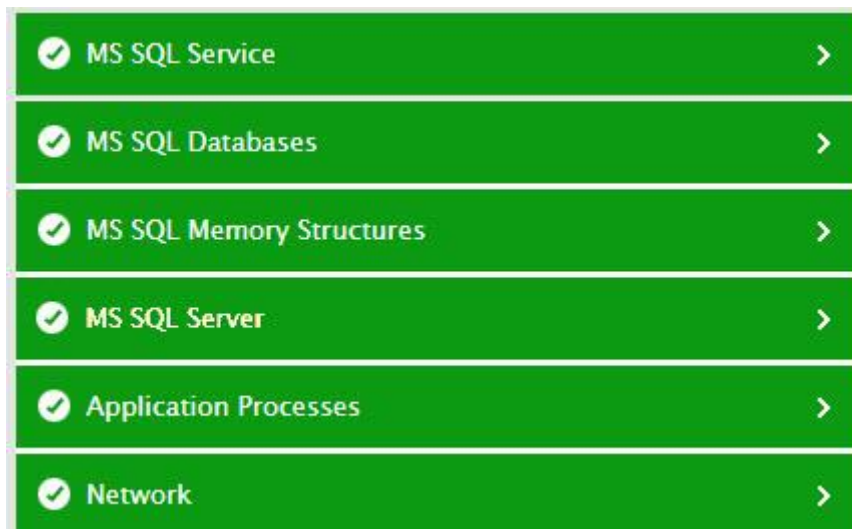 MS SQL Service
MS SQL Databases
MS SQL Memory Structures
MS SQL Server
Application Processes
Network